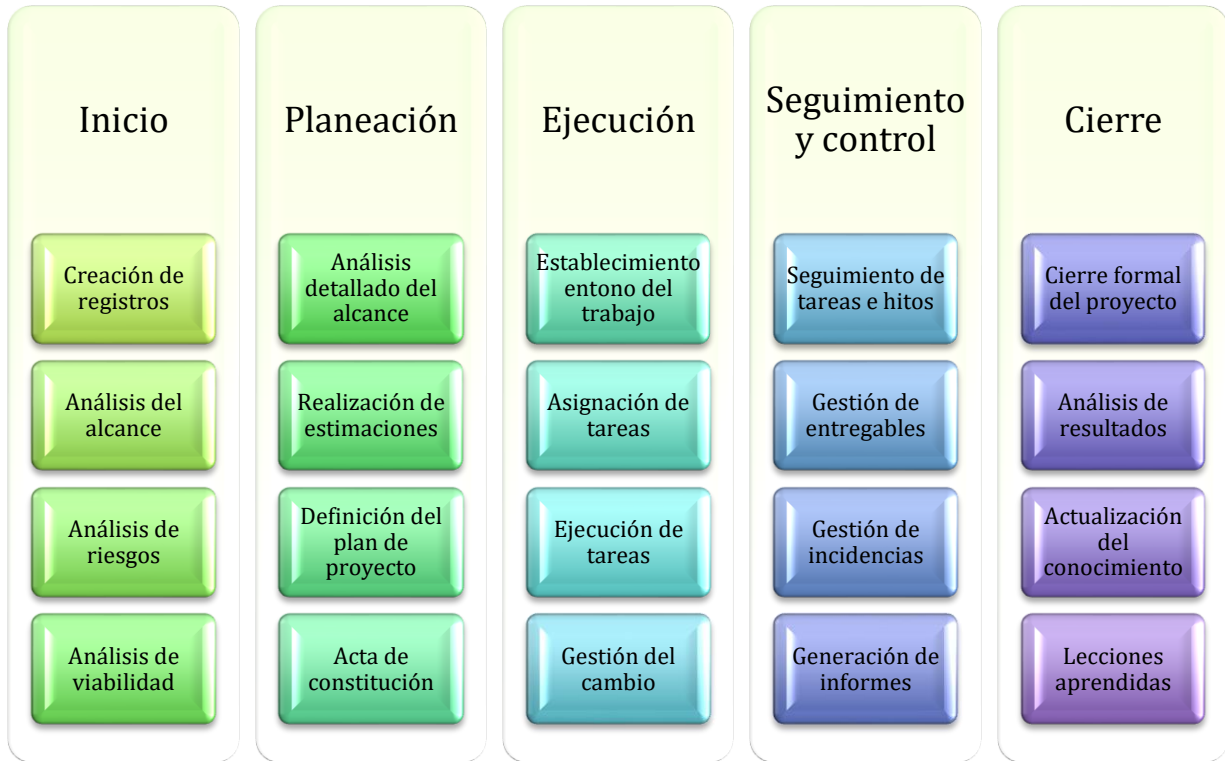 Inicio
Creación de
registros
Análisis del
alcance
Análisis de
riesgos
Análisis de
viabilidad
Planeación
Análisis
detallado del
alcance
Realización de
estimaciones
Definición del
plan de
proyecto
Acta de
constitución
Ejecución
Establecimiento
entono del
trabajo
Asignación de
tareas
Ejecución de
tareas
Gestión del
cambio
Seguimiento
y control
Seguimiento de
tareas e hitos
Gestión de
entregables
Gestión de
incidencias
Generación de
informes
Cierre
Cierre formal
del proyecto
Análisis de
resultados
Actualización
del
conocimiento
Lecciones
aprendidas